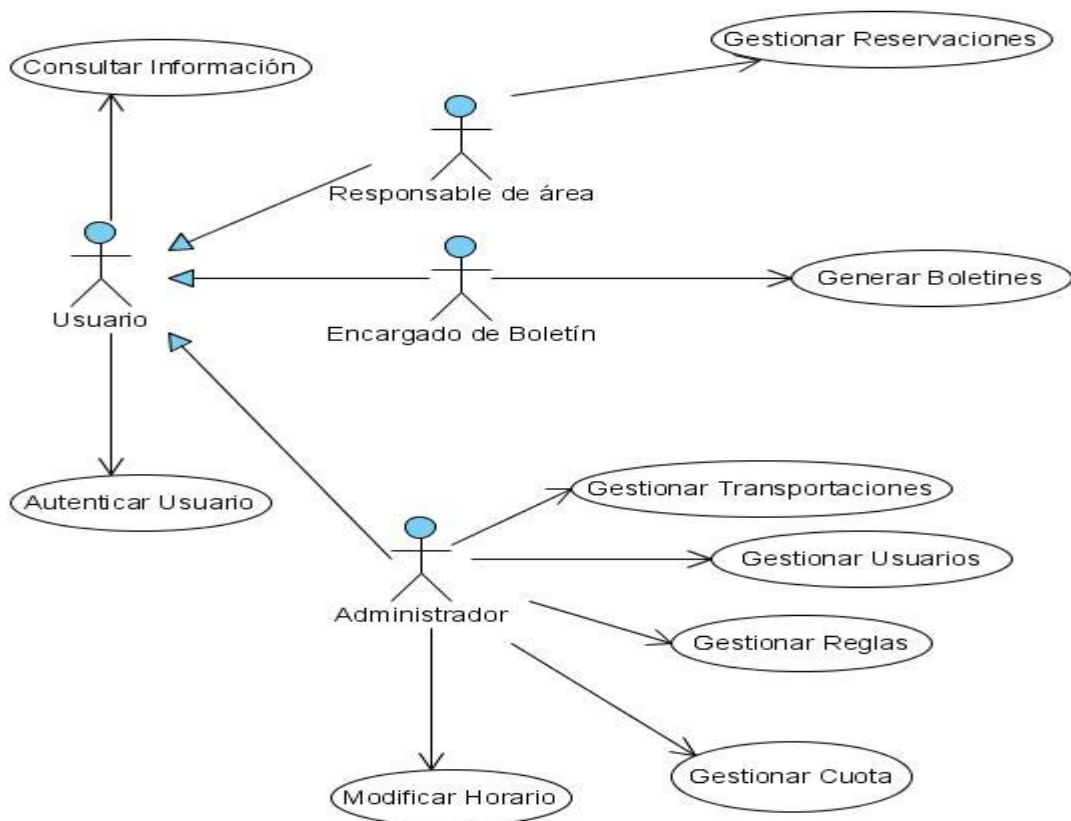 Gestionar Reservaciones
Consultar Información
Responsable de área
Usuario
Generar Boletines
Encargado de Boletín
Autenticar Usuario
Gestionar Transportaciones
Gestionar Usuarios
Administrador
Gestionar Reglas
Gestionar Cuota
Modificar Horario